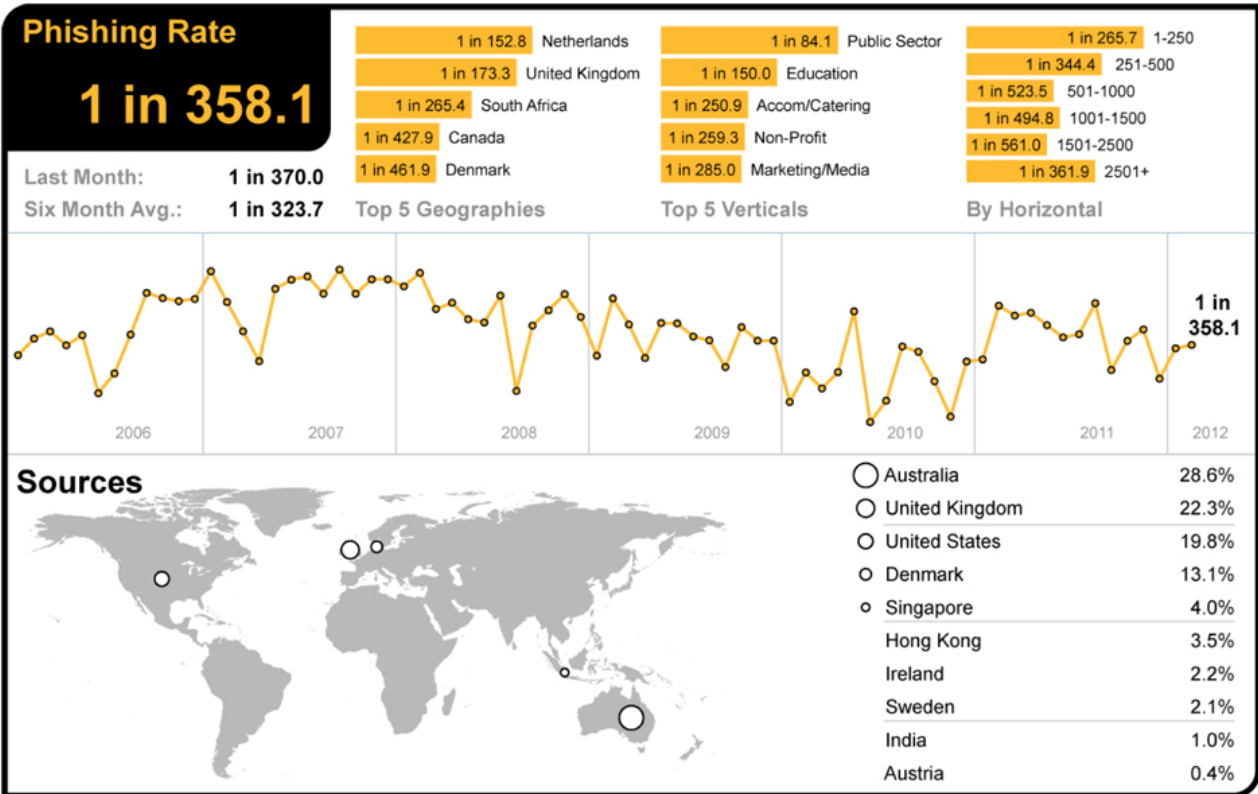 Phishing Rate
1 in 358.1
Last Month: 1 in 370.0
Six Month Avg.: 1 in 323.7
1 in 152.8 Netherlands
1 in 173.3 United Kingdom
1 in 265.4 South Africa
1 in 427.9 Canada
1 in 461.9 Denmark
Top 5 Geographies
1 in 84.1 Public Sector
1 in 150.0 Education
1 in 250.9 Accom/Catering
1 in 259.3 Non-Profit
1 in 285.0 Marketing/Media
Top 5 Verticals
1 in 265.7 1-250
1 in 344.4 251-500
1 in 523.5 501-1000
1 in 494.8 1001-1500
1 in 561.0 1501-2500
1 in 361.9 2501+
By Horizontal
1 in
358.1
2006 2007 2008 2009 2010 2011 2012
Sources
Australia 28.6%
United Kingdom 22.3%
United States 19.8%
Denmark 13.1%
Singapore 4.0%
Hong Kong 3.5%
Ireland 2.2%
Sweden 2.1%
India 1.0%
Austria 0.4%